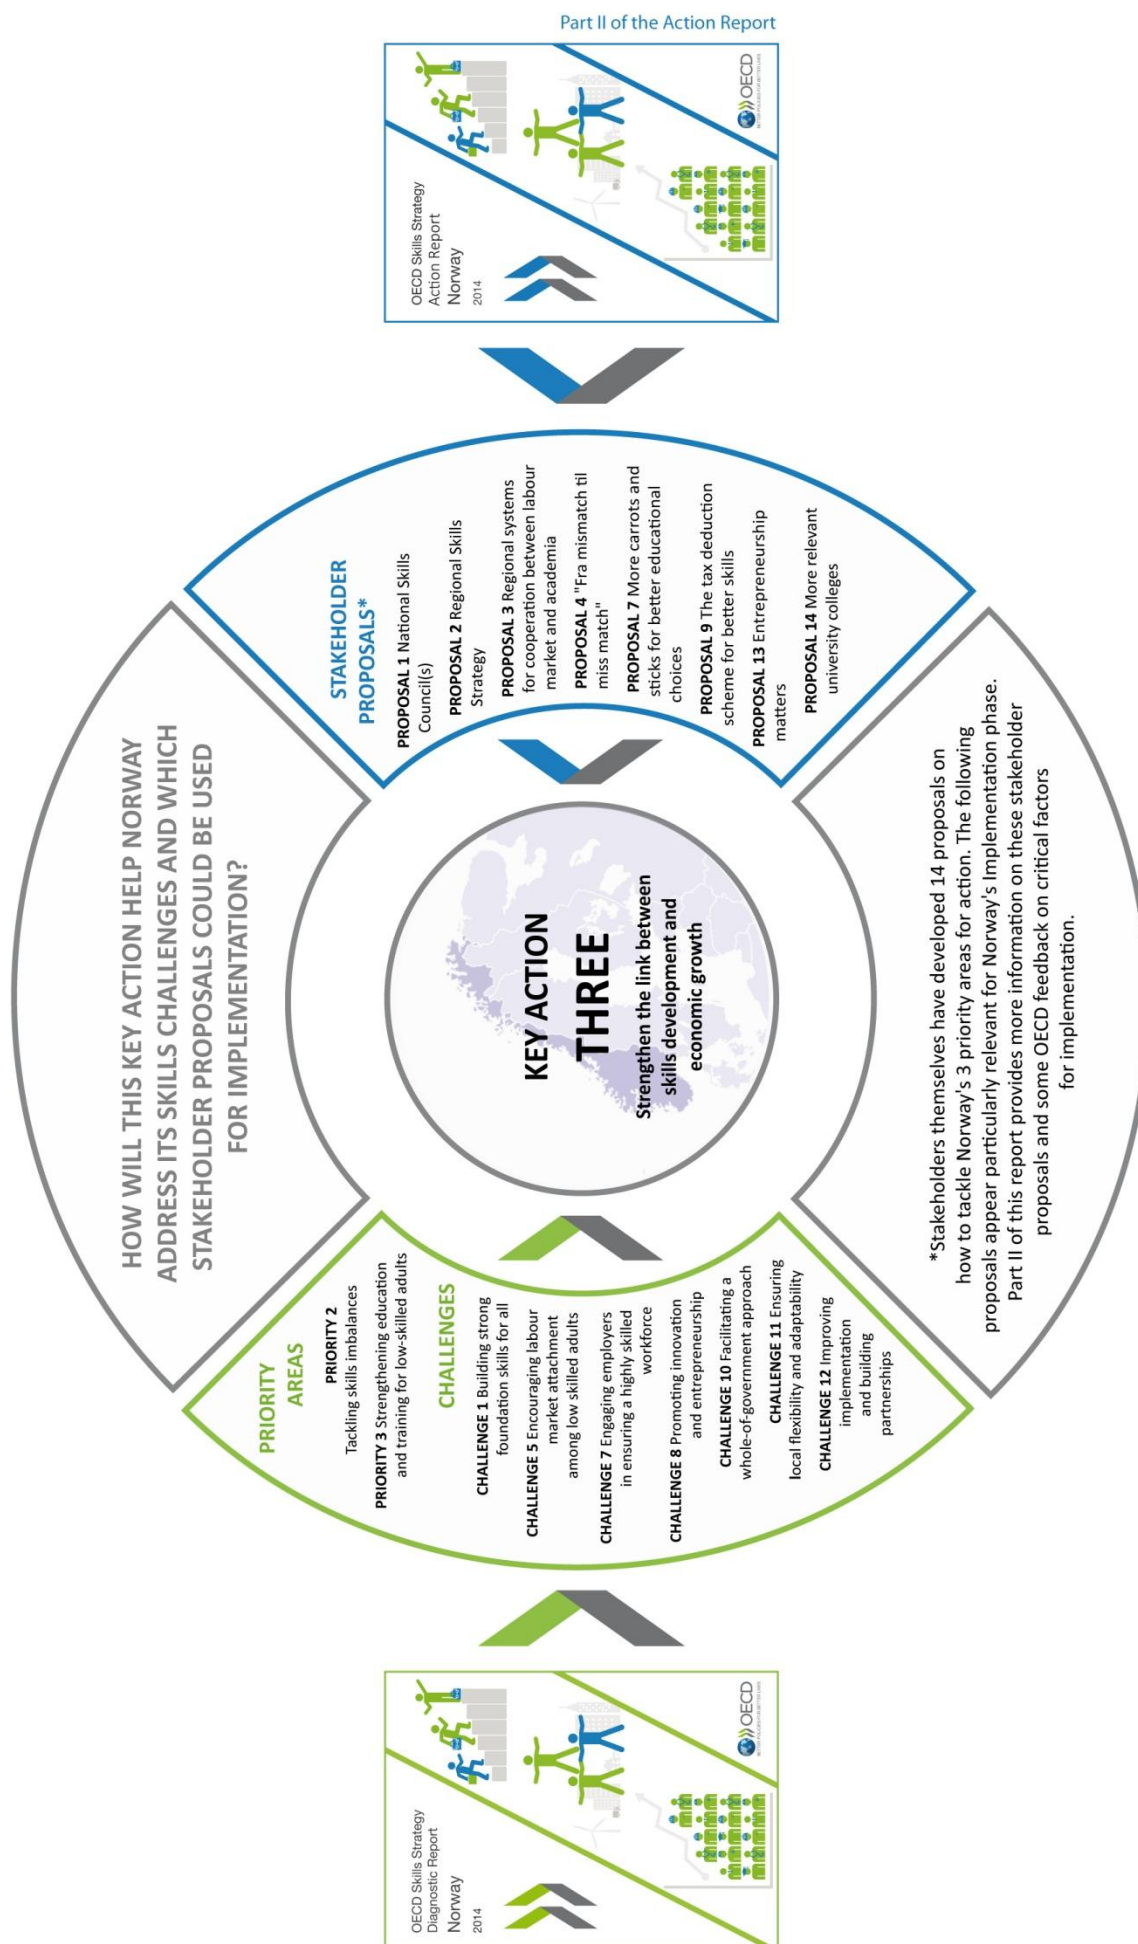 HOW WILL THIS KEY ACTION HELP NORWAY
ADDRESS ITS SKILLS CHALLENGES AND WHICH
STAKEHOLDER PROPOSALS COULD BE USED
FOR IMPLEMENTATION?
OECD Skills Strategy
Diagnostic Report
Norway
2014
OECD
BETTER POLICIES FOR BETTER LIVES
PRIORITY
AREAS
PRIORITY 2
Tackling skills imbalances
PRIORITY 3 Strengthening education
and training for low-skilled adults
CHALLENGES
CHALLENGE 1 Building strong
foundation skills for all
CHALLENGE 5 Encouraging labour
market attachment
among low skilled adults
CHALLENGE 7 Engaging employers
in ensuring a highly skilled
workforce
CHALLENGE 8 Promoting innovation
and entrepreneurship
CHALLENGE 10 Facilitating a
whole-of-government approach
CHALLENGE 11 Ensuring
local flexibility and adaptability
CHALLENGE 12 Improving
implementation
and building
partnerships
KEY ACTION
THREE
Strengthen the link between
skills development and
economic growth
STAKEHOLDER
PROPOSALS*
PROPOSAL 1 National Skills
Council(s)
PROPOSAL 2 Regional Skills
Strategy
PROPOSAL 3 Regional systems
for cooperation between labour
market and academia
PROPOSAL 4 "Fra mismatch til
miss match"
PROPOSAL 7 More carrots and
sticks for better educational
choices
PROPOSAL 9 The tax deduction
scheme for better skills
PROPOSAL 13 Entrepreneurship
matters
PROPOSAL 14 More relevant
university colleges
OECD Skills Strategy
Action Report
Norway
2014
OECD
BETTER POLICIES FOR BETTER LIVES
Part II of the Action Report
*Stakeholders themselves have developed 14 proposals on
how to tackle Norway's 3 priority areas for action. The following
proposals appear particularly relevant for Norway's Implementation phase.
Part II of this report provides more information on these stakeholder
proposals and some OECD feedback on critical factors
for implementation.